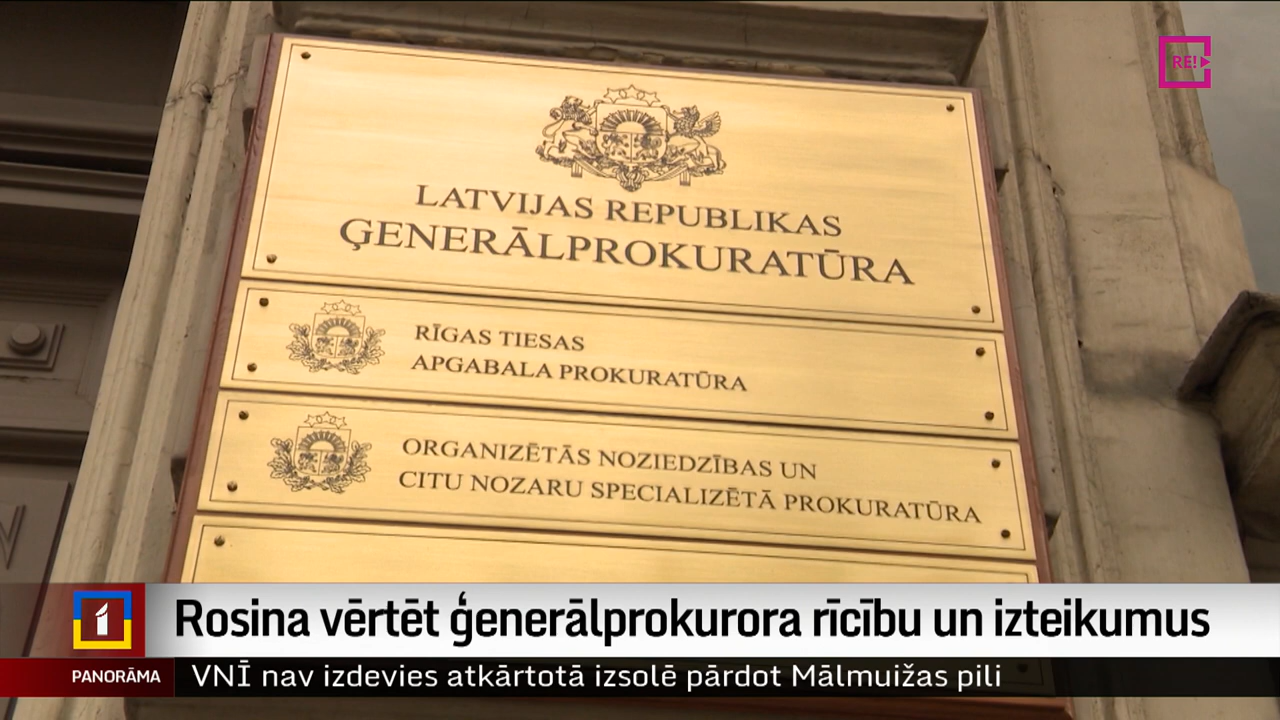 RE!
LATVIJAS REPUBLIKAS
ĢENERĀLPROKURATŪRA
RĪGAS TIESAS
APGABALA PROKURATŪRA
ORGANIZĒTĀS NOZIEDZĪBAS UN
CITU NOZARU SPECIALIZĒTĀ PROKURATŪRA
1
Rosina vērtēt ģenerālprokurora rīcību un izteikumus
PANORĀMA
VNĪ nav izdevies atkārtotā izsolē pārdot Mālmuižas pili